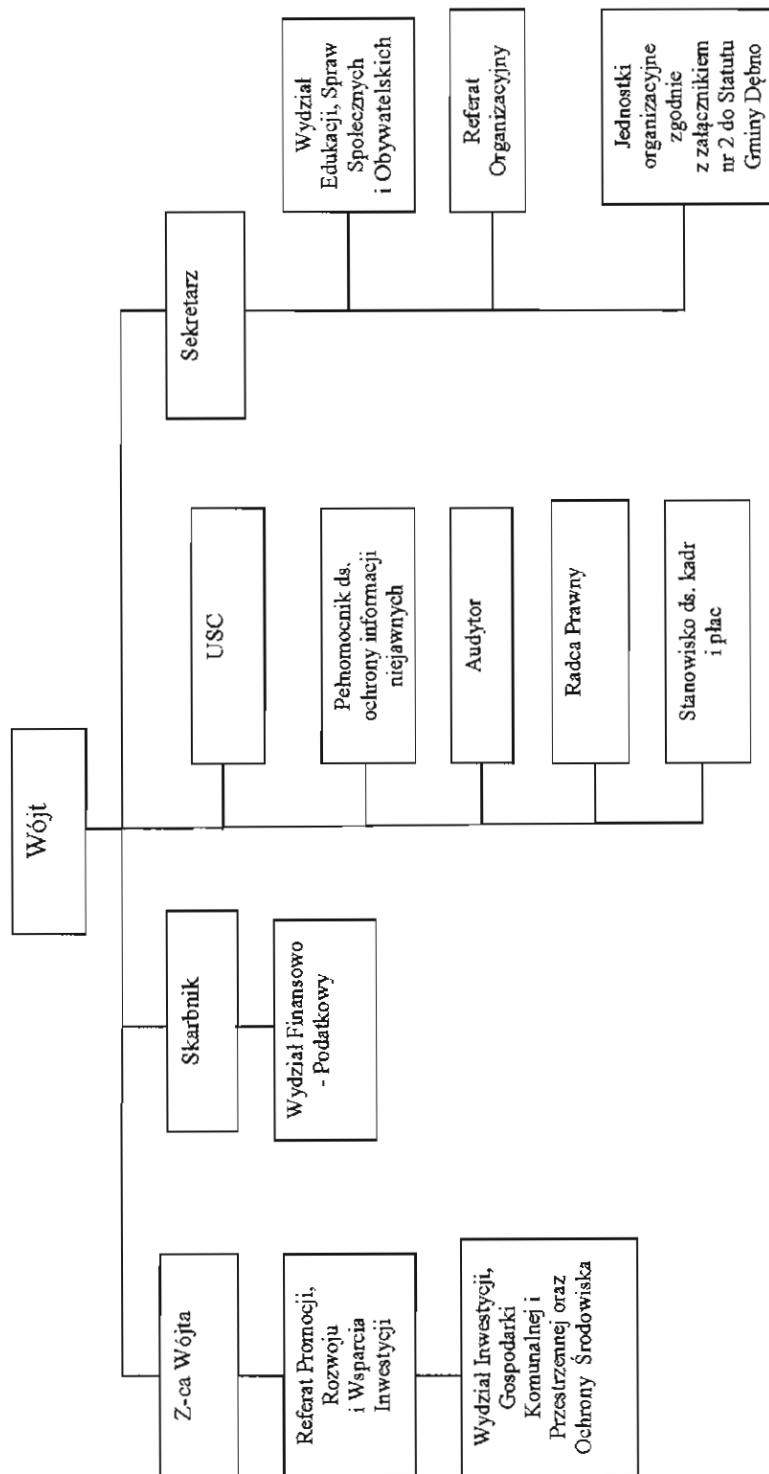 Wójt
Z-ca Wójta
Referat Promocji,
Rozwoju
i Wsparcia
Inwestycji
Wydział Inwestycji,
Gospodarki
Komunalnej i
Przestrzennej oraz
Ochrony Środowiska
Skarbnik
Wydział Finansowo
- Podatkowy
USC
Pełnomocnik ds.
ochrony informacji
niejawnych
Audytor
Radca Prawny
Stanowisko ds. kadr
i płac
Sekretarz
Wydział
Edukacji, Spraw
Społecznych
i Obywatelskich
Referat
Organizacyjny
Jednostki
organizacyjne
zgodnie
z załącznikiem
nr 2 do Statutu
Gminy Dębno